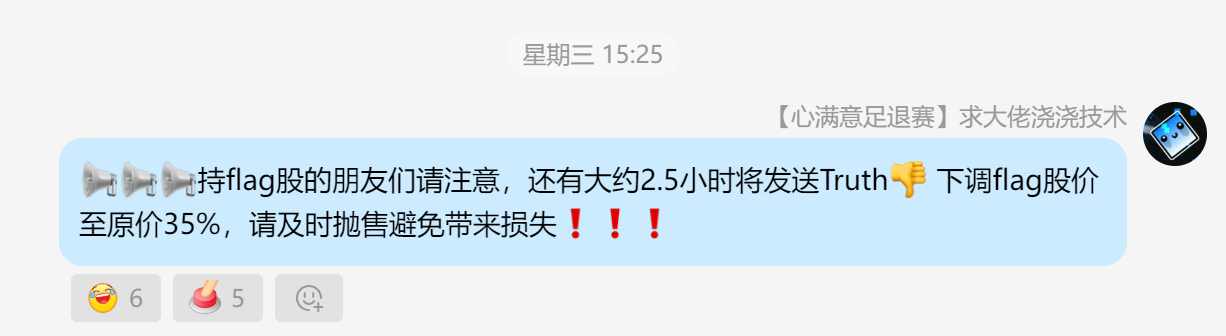 星期三 15:25
【心满意足退赛】求大佬浇浇技术
📢📢📢持flag股的朋友们请注意，还有大约2.5小时将发送Truth👎 下调flag股价
至原价35%，请及时抛售避免带来损失❗❗❗
6 5